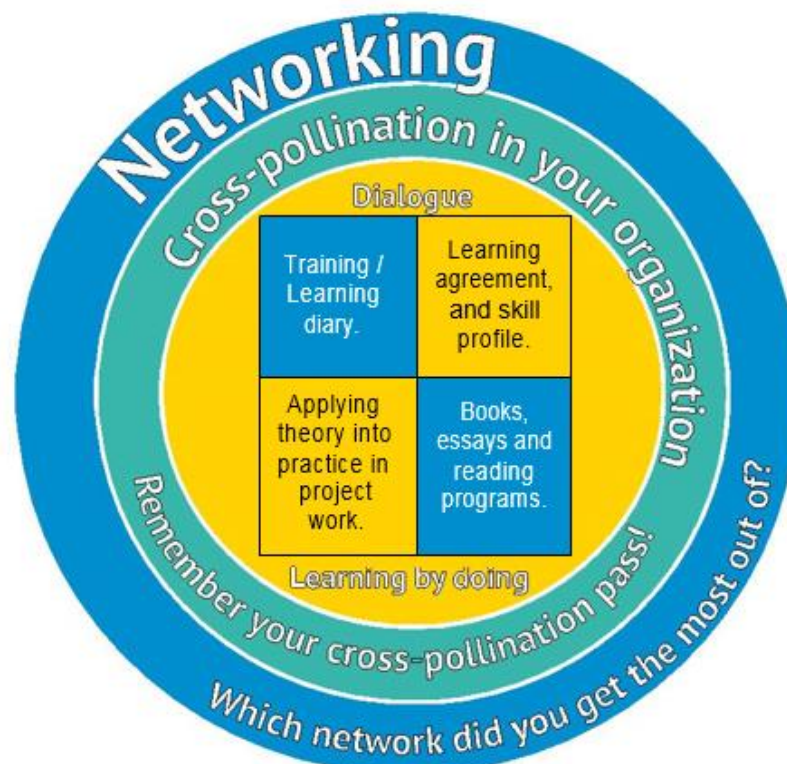 Networking
Cross-pollination in your organization
Dialogue
Training /
Learning
diary.
Learning
agreement,
and skill
profile.
Applying
theory into
practice in
project
work.
Books,
essays and
reading
programs.
Learning by doing
Remember your cross-pollination pass!
Which network did you get the most out of?